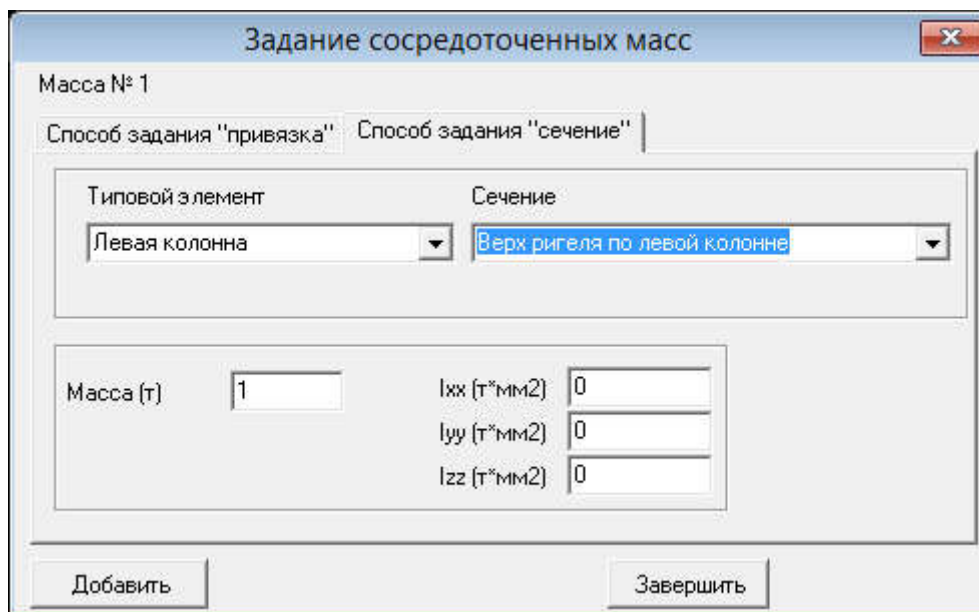 Задание сосредоточенных масс
Масса № 1
Способ задания "привязка" Способ задания "сечение"
Типовой элемент Сечение
Левая колонна Верх ригеля по левой колонне
Масса (т) 1 Ixx (т*мм2) 0
Iyy (т*мм2) 0
Izz (т*мм2) 0
Добавить Завершить